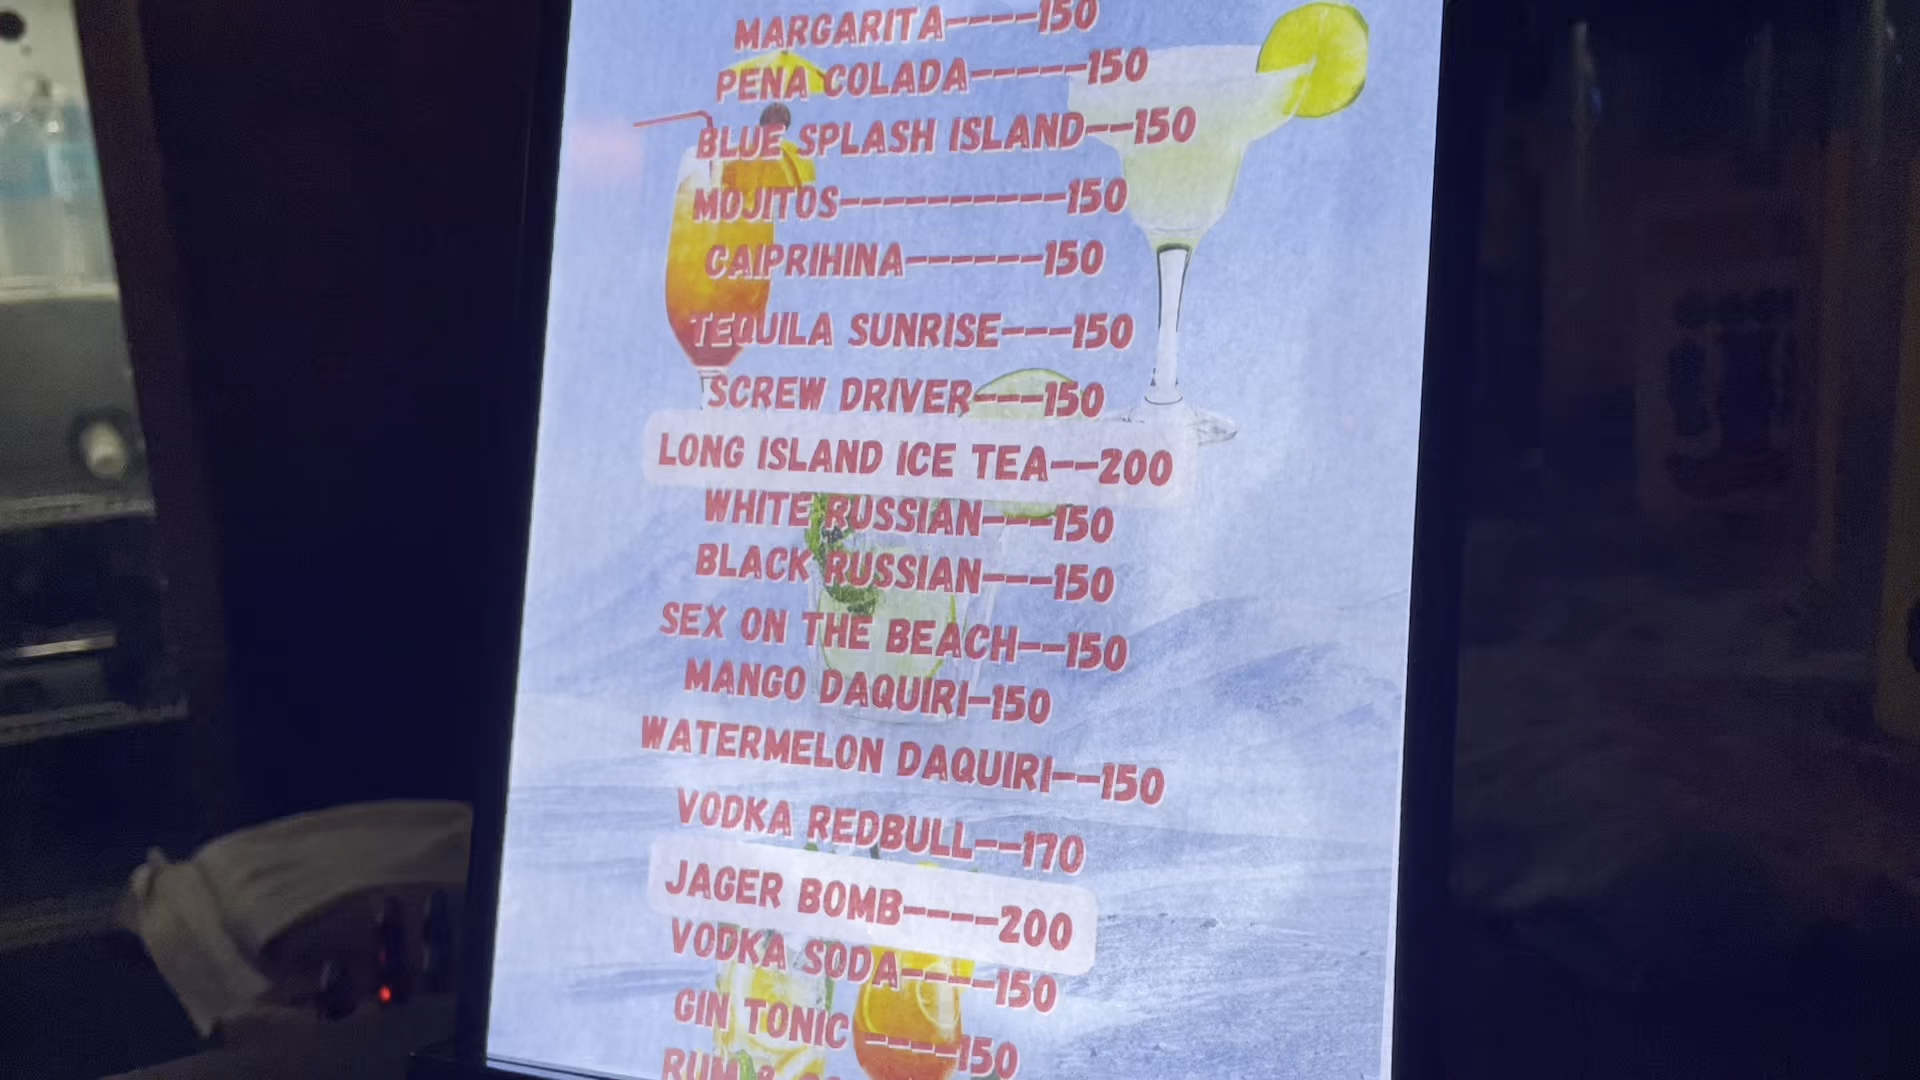 MARGARITA----150
PENA COLADA-----150
BLUE SPLASH ISLAND--150
MOJITOS----------150
CAIPRIHINA------150
TEQUILA SUNRISE---150
SCREW DRIVER---150
LONG ISLAND ICE TEA--200
WHITE RUSSIAN---150
BLACK RUSSIAN---150
SEX ON THE BEACH--150
MANGO DAQUIRI-150
WATERMELON DAQUIRI--150
VODKA REDBULL--170
JAGER BOMB----200
VODKA SODA----150
GIN TONIC ----150
RUM &